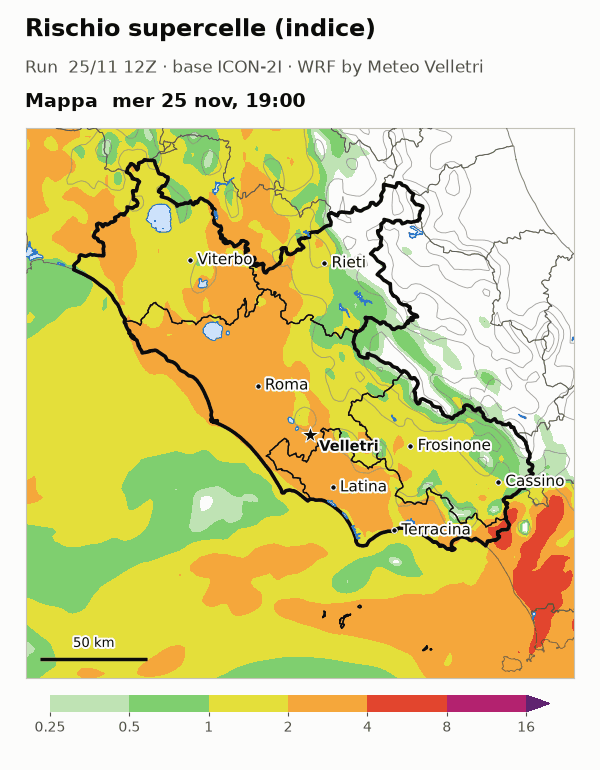 Rischio supercelle (indice)
Run  25/11 12Z · base ICON-2I · WRF by Meteo Velletri
Mappa  mer 25 nov, 19:00
Viterbo
Rieti
Roma
Velletri
Frosinone
Latina
Cassino
Terracina
50 km
0.25 0.5 1 2 4 8 16